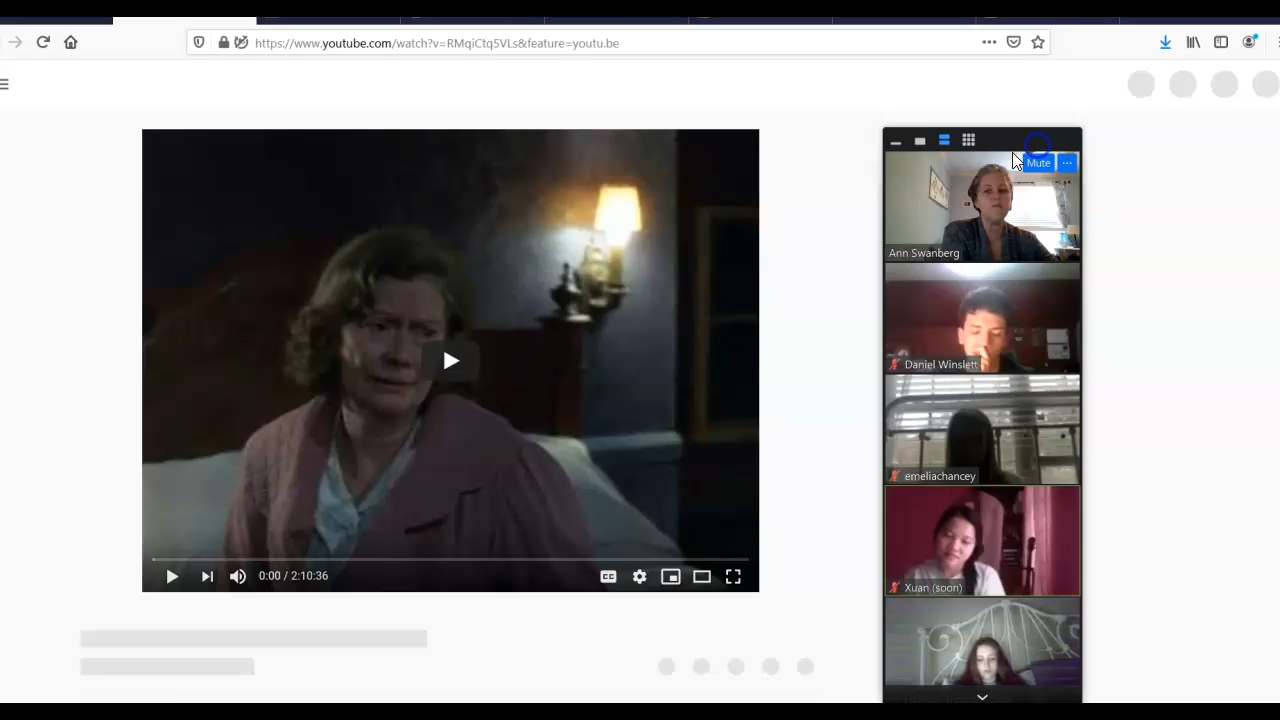 https://www.youtube.com/watch?v=RMqiCtq5VLs&feature=youtu.be
Mute
Ann Swanberg
Daniel Winslett
emeliachancey
Xuan (soon)
0:00 / 2:10:36
CC